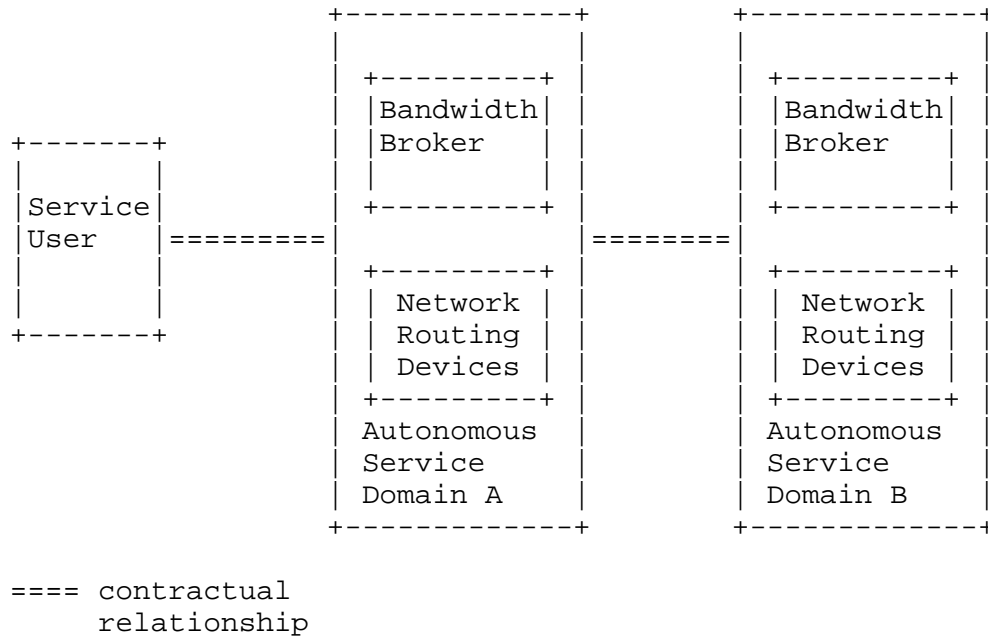 Bandwidth
Broker
Bandwidth
Broker
Service
User
Network
Routing
Devices
Network
Routing
Devices
Autonomous
Service
Domain A
Autonomous
Service
Domain B
==== contractual
relationship